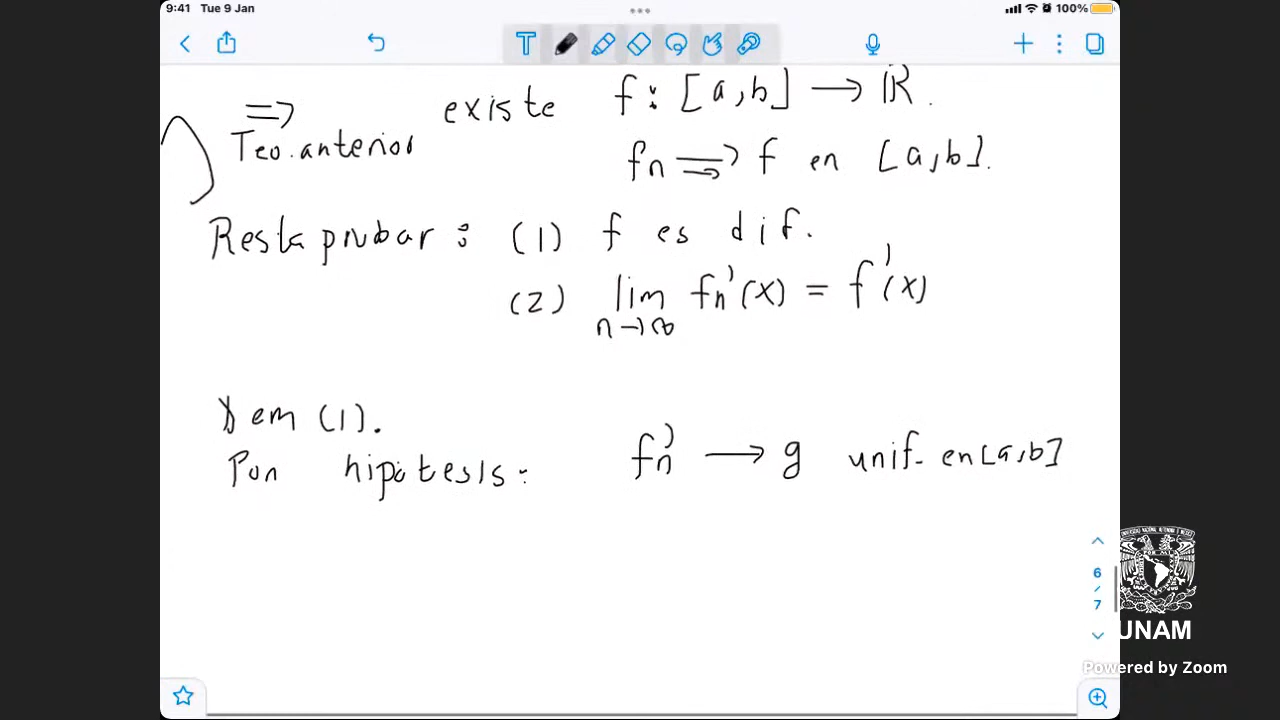 9:41 Tue 9 Jan 100%
⇒ existe f: [a,b] → ℝ.
Teo. anterior
fn ⇉ f en [a,b].
Resta probar: (1) f es dif.
(2) lim fn'(x) = f'(x)
n→∞
Dem (1).
Por hipotesis: fn' → g unif. en [a,b]
6
/
7
UNAM
Powered by Zoom